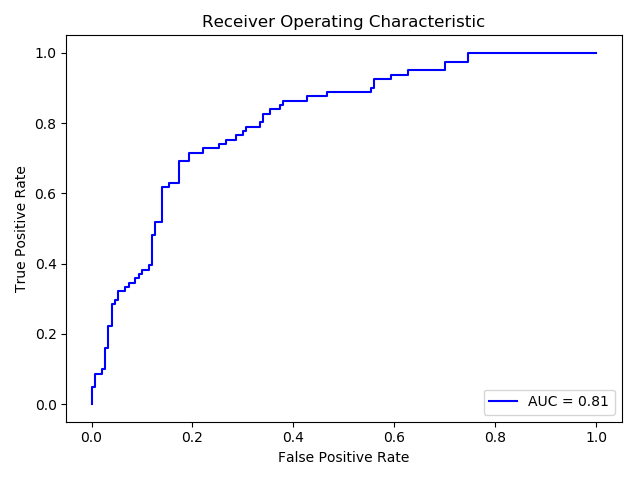 Receiver Operating Characteristic
True Positive Rate
1.0
0.8
0.6
0.4
0.2
0.0
AUC = 0.81
0.0 0.2 0.4 0.6 0.8 1.0
False Positive Rate